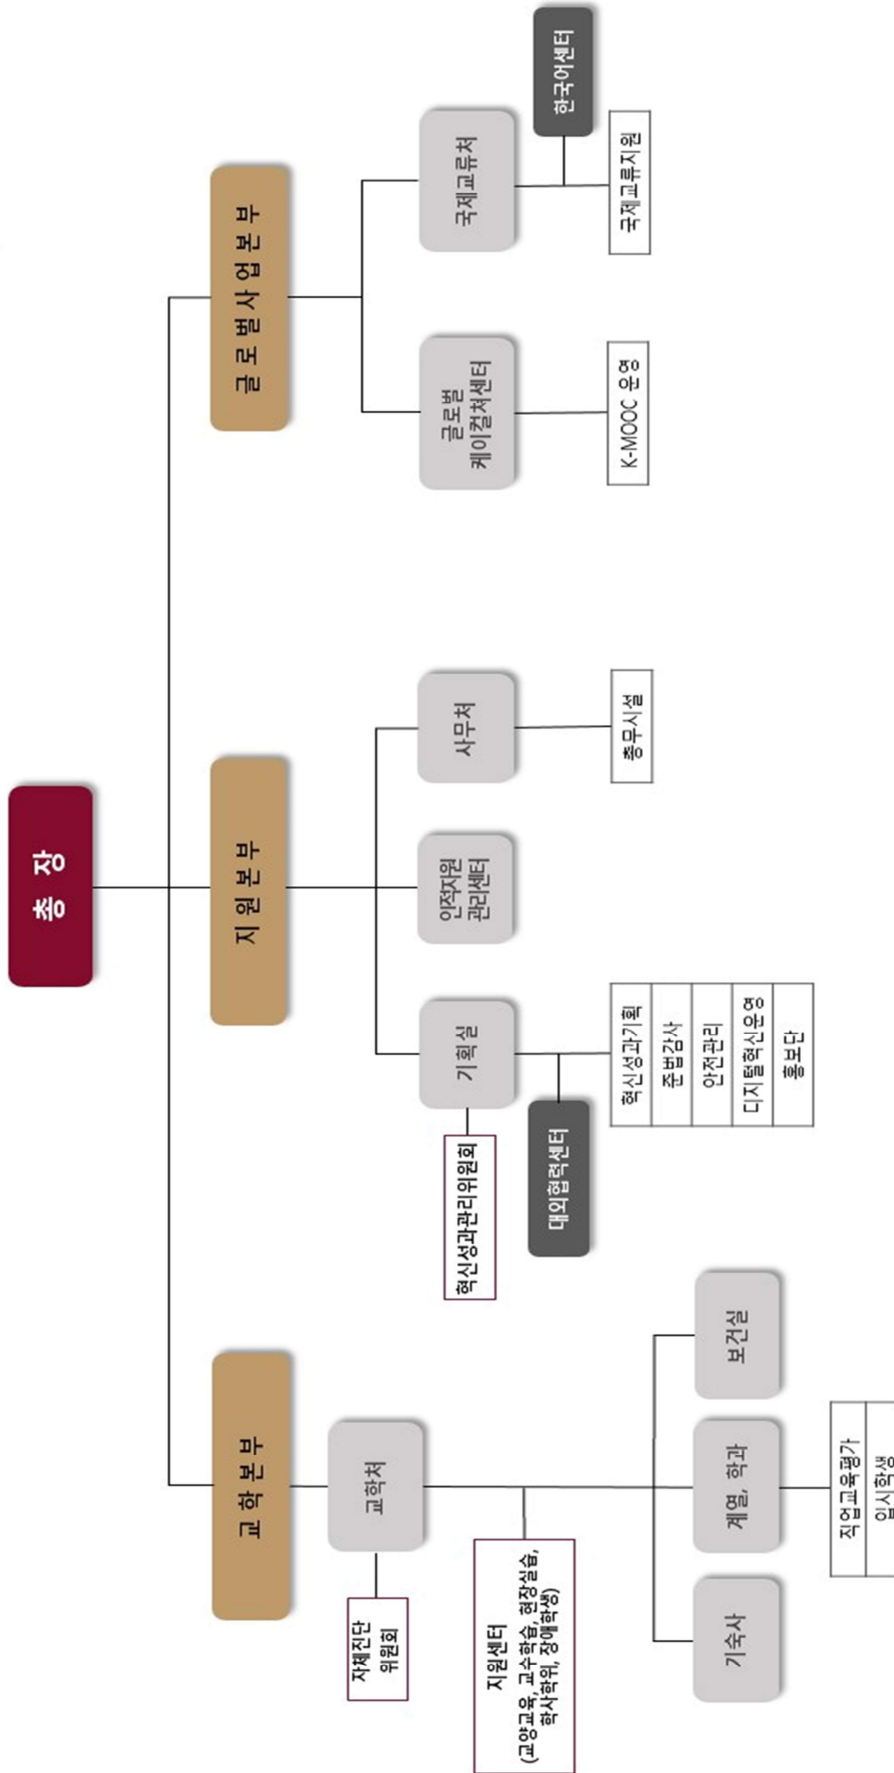 총 장
교 학 본 부
지 원 본 부
글 로 벌 사 업 본 부
교학처
자체진단
위원회
지원센터
(교양교육, 교수학습, 현장실습,
학사학위, 장애학생)
기숙사
계열, 학과
보건실
직업교육평가
입시학생
기획실
혁신성과관리위원회
대외협력센터
혁신성과기획
준법감사
안전관리
디지털혁신운영
홍보단
인적자원
관리센터
사무처
총무시설
글로벌
케이컬쳐센터
K-MOOC 운영
국제교류처
한국어센터
국제교류지원